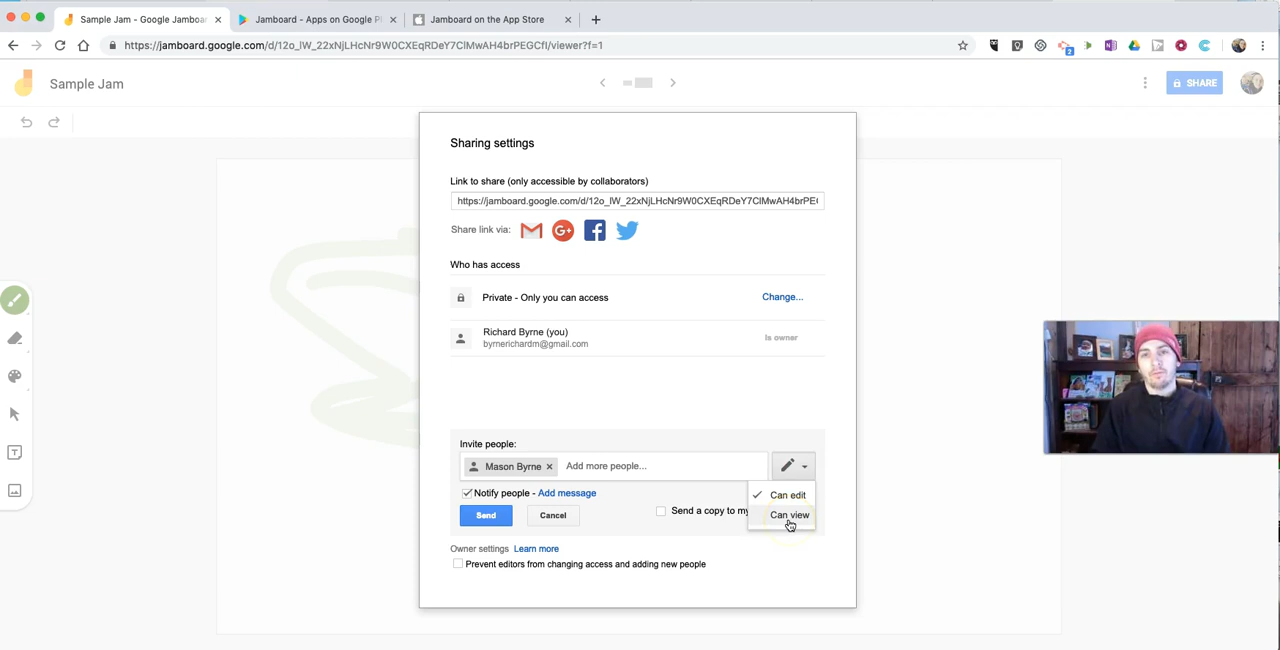 Sample Jam - Google Jamboar
Jamboard - Apps on Google Pl
Jamboard on the App Store
https://jamboard.google.com/d/12o_lW_22xNjLHcNr9W0CXEqRDeY7ClMwAH4brPEGCfI/viewer?f=1
2
Sample Jam
SHARE
Sharing settings
Link to share (only accessible by collaborators)
https://jamboard.google.com/d/12o_lW_22xNjLHcNr9W0CXEqRDeY7ClMwAH4brPE
Share link via:
Who has access
Private - Only you can access
Change...
Richard Byrne (you)
Is owner
byrnerichardm@gmail.com
Invite people:
Mason Byrne
Add more people...
Notify people - Add message
Can edit
Send
Cancel
Send a copy to my
Can view
Owner settings Learn more
Prevent editors from changing access and adding new people